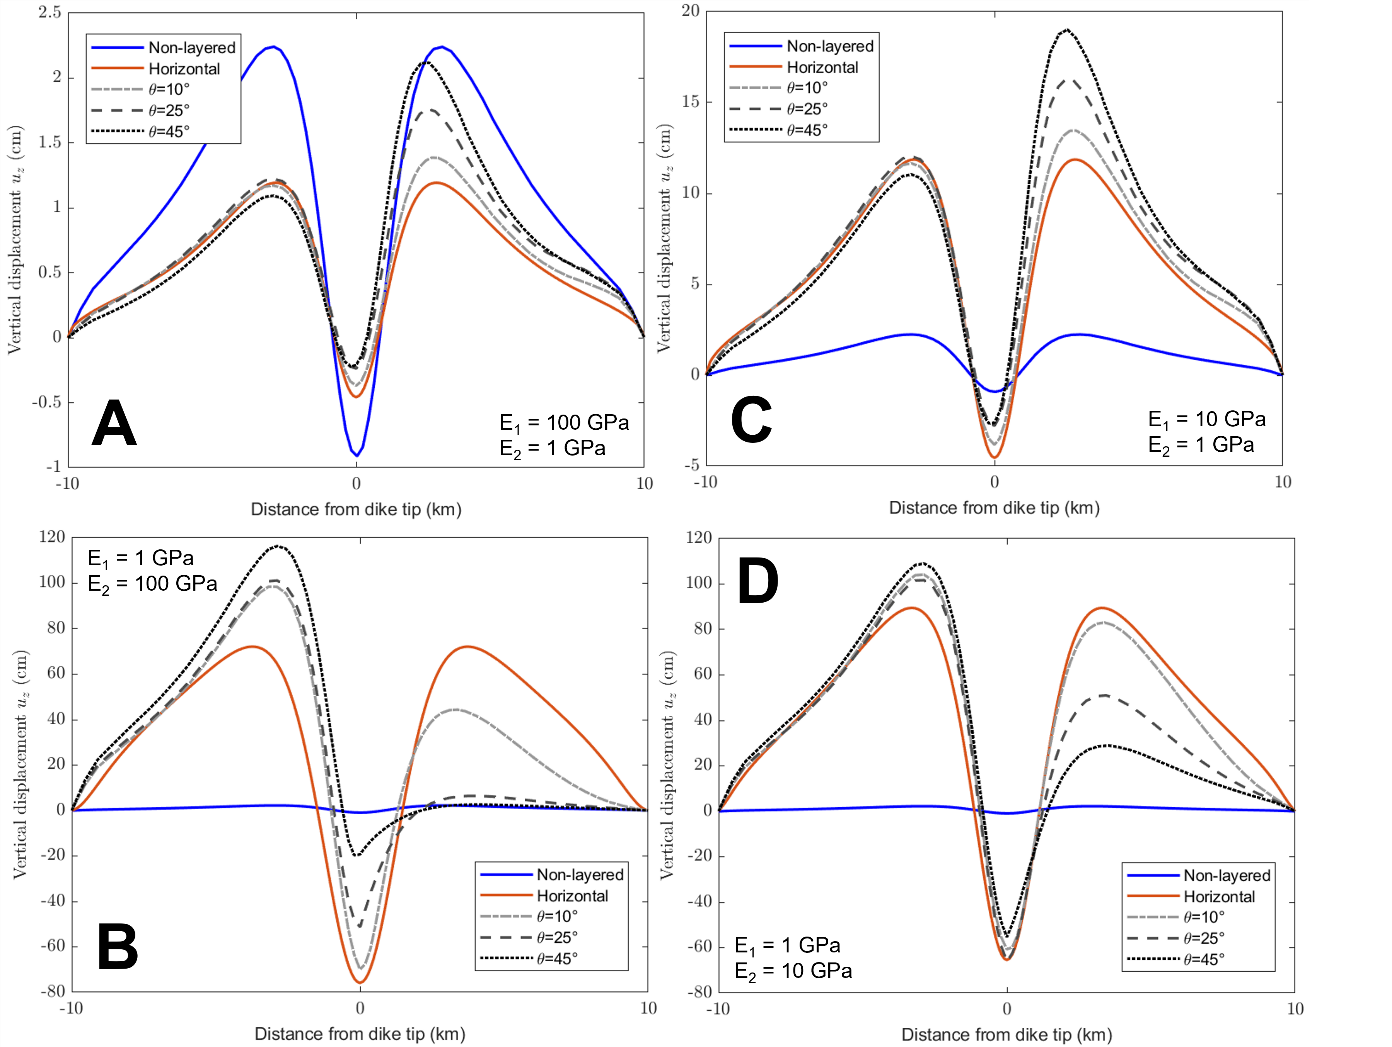 2.5
2
1.5
1
0.5
0
-0.5
-1
Vertical displacement u_z (cm)
Non-layered
Horizontal
θ=10°
θ=25°
θ=45°
A
E₁ = 100 GPa
E₂ = 1 GPa
-10
0
10
Distance from dike tip (km)
20
15
10
5
0
-5
Vertical displacement u_z (cm)
Non-layered
Horizontal
θ=10°
θ=25°
θ=45°
C
E₁ = 10 GPa
E₂ = 1 GPa
-10
0
10
Distance from dike tip (km)
120
100
80
60
40
20
0
-20
-40
-60
-80
Vertical displacement u_z (cm)
E₁ = 1 GPa
E₂ = 100 GPa
B
Non-layered
Horizontal
θ=10°
θ=25°
θ=45°
-10
0
10
Distance from dike tip (km)
120
100
80
60
40
20
0
-20
-40
-60
-80
Vertical displacement u_z (cm)
D
E₁ = 1 GPa
E₂ = 10 GPa
Non-layered
Horizontal
θ=10°
θ=25°
θ=45°
-10
0
10
Distance from dike tip (km)